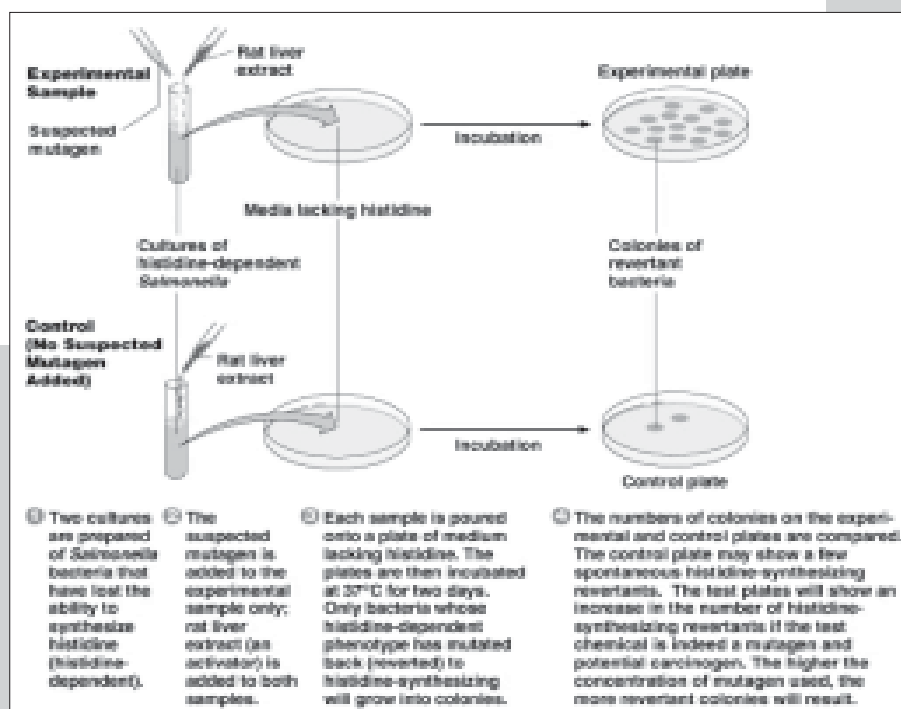 Rat liver
extract
Experimental
Sample
Suspected
mutagen
Experimental plate
Incubation
Media lacking histidine
Cultures of
histidine-dependent
Salmonella
Colonies of
revertant
bacteria
Control
(No Suspected
Mutagen
Added)
Rat liver
extract
Incubation
Control plate
Two cultures
are prepared
of Salmonella
bacteria that
have lost the
ability to
synthesize
histidine
(histidine-
dependent).
The
suspected
mutagen is
added to the
experimental
sample only;
rat liver
extract (an
activator) is
added to both
samples.
Each sample is poured
onto a plate of medium
lacking histidine. The
plates are then incubated
at 37°C for two days.
Only bacteria whose
histidine-dependent
phenotype has mutated
back (reverted) to
histidine-synthesizing
will grow into colonies.
The numbers of colonies on the experi-
mental and control plates are compared.
The control plate may show a few
spontaneous histidine-synthesizing
revertants. The test plates will show an
increase in the number of histidine-
synthesizing revertants if the test
chemical is indeed a mutagen and
potential carcinogen. The higher the
concentration of mutagen used, the
more revertant colonies will result.